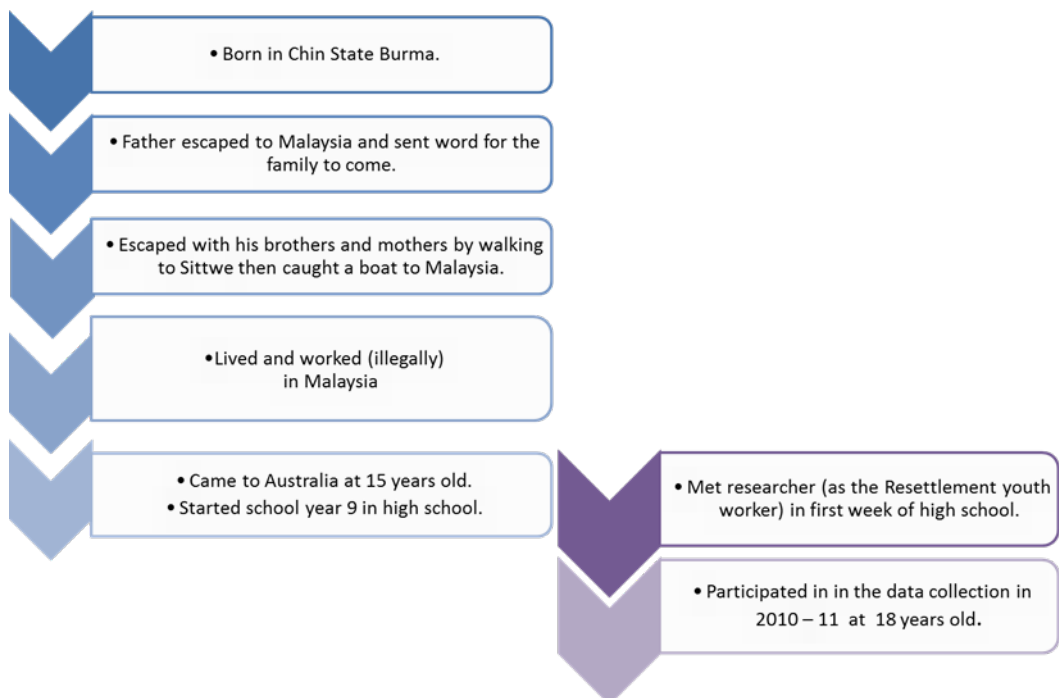 • Born in Chin State Burma.
• Father escaped to Malaysia and sent word for the
family to come.
• Escaped with his brothers and mothers by walking
to Sittwe then caught a boat to Malaysia.
•Lived and worked (illegally)
in Malaysia
• Came to Australia at 15 years old.
• Started school year 9 in high school.
• Met researcher (as the Resettlement youth
worker) in first week of high school.
• Participated in in the data collection in
2010 – 11 at 18 years old.